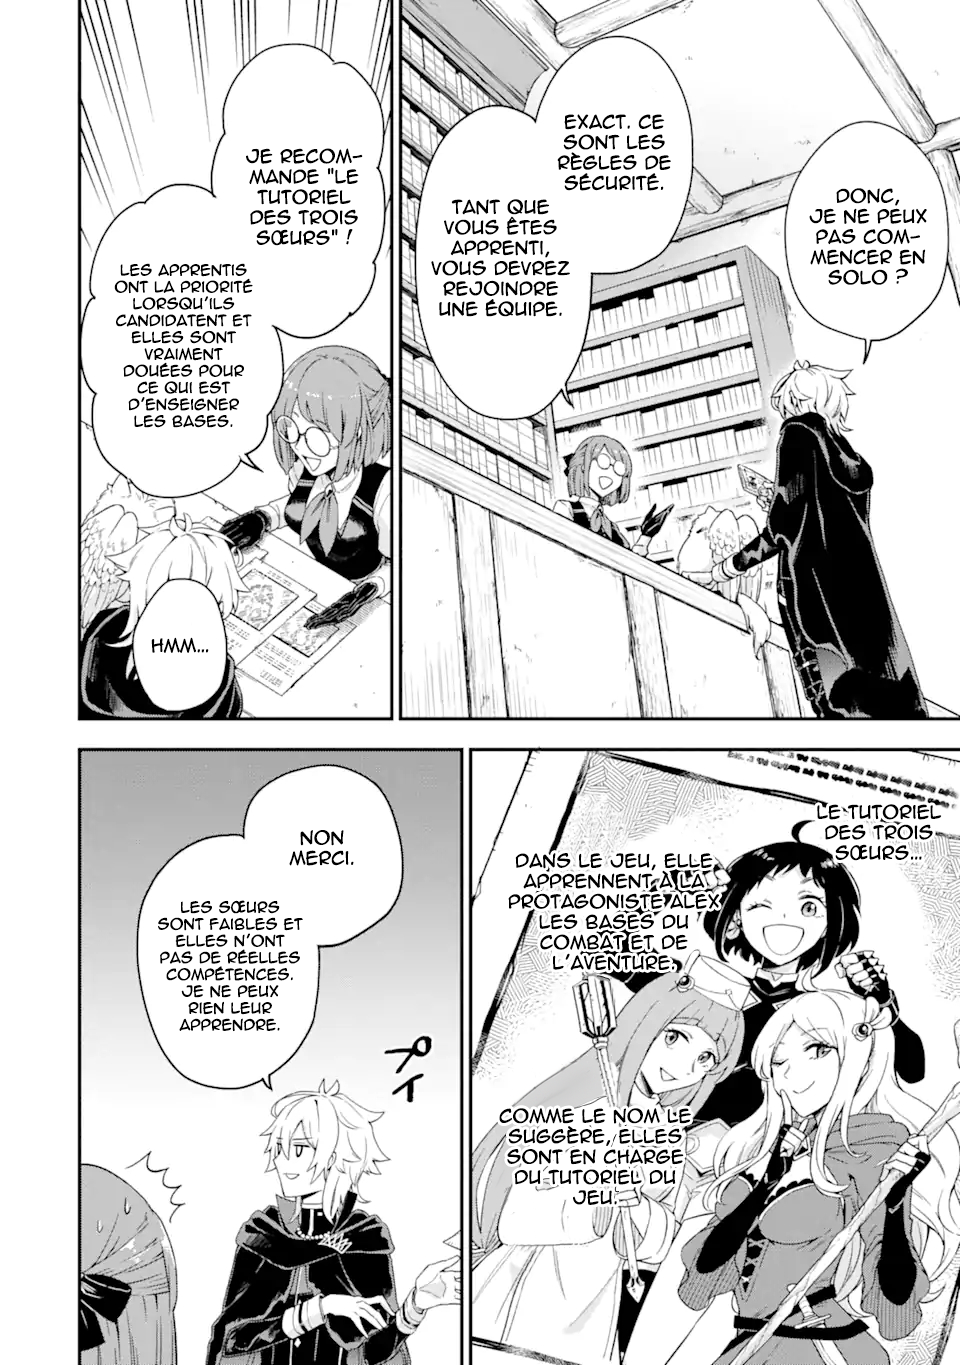 DONC,
JE NE PEUX
PAS COM-
MENCER EN
SOLO ?
EXACT. CE
SONT LES
RÈGLES DE
SÉCURITÉ.
TANT QUE
VOUS ÊTES
APPRENTI,
VOUS DEVREZ
REJOINDRE
UNE ÉQUIPE.
JE RECOM-
MANDE "LE
TUTORIEL
DES TROIS
SŒURS" !
LES APPRENTIS
ONT LA PRIORITÉ
LORSQU'ILS
CANDIDATENT ET
ELLES SONT
VRAIMENT
DOUÉES POUR
CE QUI EST
D'ENSEIGNER
LES BASES.
HMM...
LE TUTORIEL
DES TROIS
SŒURS...
DANS LE JEU, ELLE
APPRENNENT À LA
PROTAGONISTE ALEX
LES BASES DU
COMBAT ET DE
L'AVENTURE.
COMME LE NOM LE
SUGGÈRE, ELLES
SONT EN CHARGE
DU TUTORIEL DU
JEU.
NON
MERCI.
LES SŒURS
SONT FAIBLES ET
ELLES N'ONT
PAS DE RÉELLES
COMPÉTENCES.
JE NE PEUX
RIEN LEUR
APPRENDRE.
ペイ